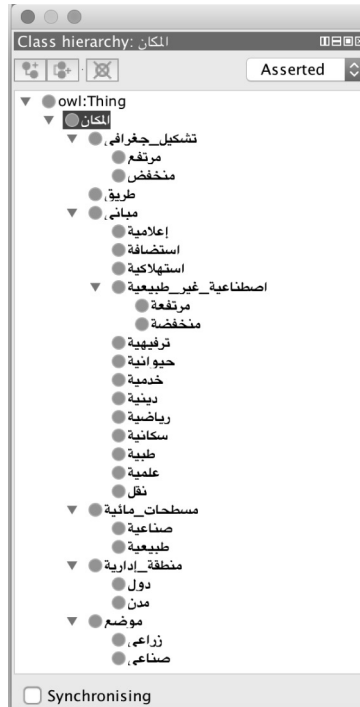 Class hierarchy: المكان
Asserted
owl:Thing
المكان
تشكيل_جغرافي
مرتفع
منخفض
طريق
مباني
إعلامية
استضافة
استهلاكية
اصطناعية_غير_طبيعية
مرتفعة
منخفضة
ترفيهية
حيوانية
خدمية
دينية
رياضية
سكانية
طبية
علمية
نقل
مسطحات_مائية
صناعية
طبيعية
منطقة_إدارية
دول
مدن
موضع
زراعي
صناعي
Synchronising